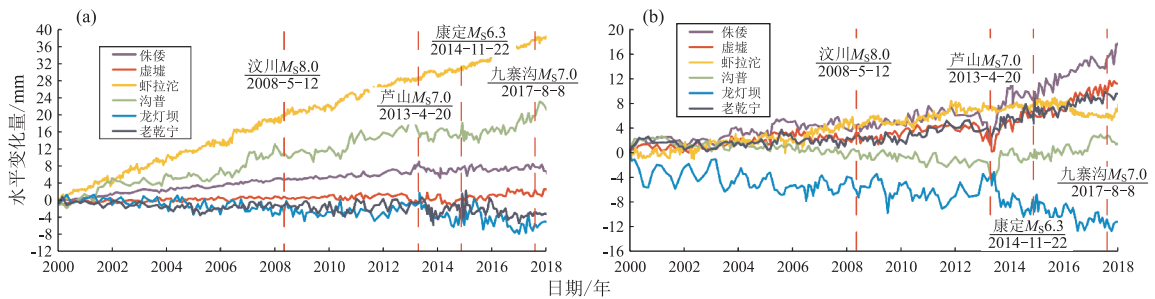 (a)
水平变化量/mm
40
36
32
28
24
20
16
12
8
4
0
-4
-8
-12
侏倭
虚墟
虾拉沱
沟普
龙灯坝
老乾宁
汶川MS8.0
2008-5-12
芦山MS7.0
2013-4-20
康定MS6.3
2014-11-22
九寨沟MS7.0
2017-8-8
2000 2002 2004 2006 2008 2010 2012 2014 2016 2018
(b)
20
16
12
8
4
0
-4
-8
-12
-16
侏倭
虚墟
虾拉沱
沟普
龙灯坝
老乾宁
汶川MS8.0
2008-5-12
芦山MS7.0
2013-4-20
九寨沟MS7.0
2017-8-8
康定MS6.3
2014-11-22
2000 2002 2004 2006 2008 2010 2012 2014 2016 2018
日期/年